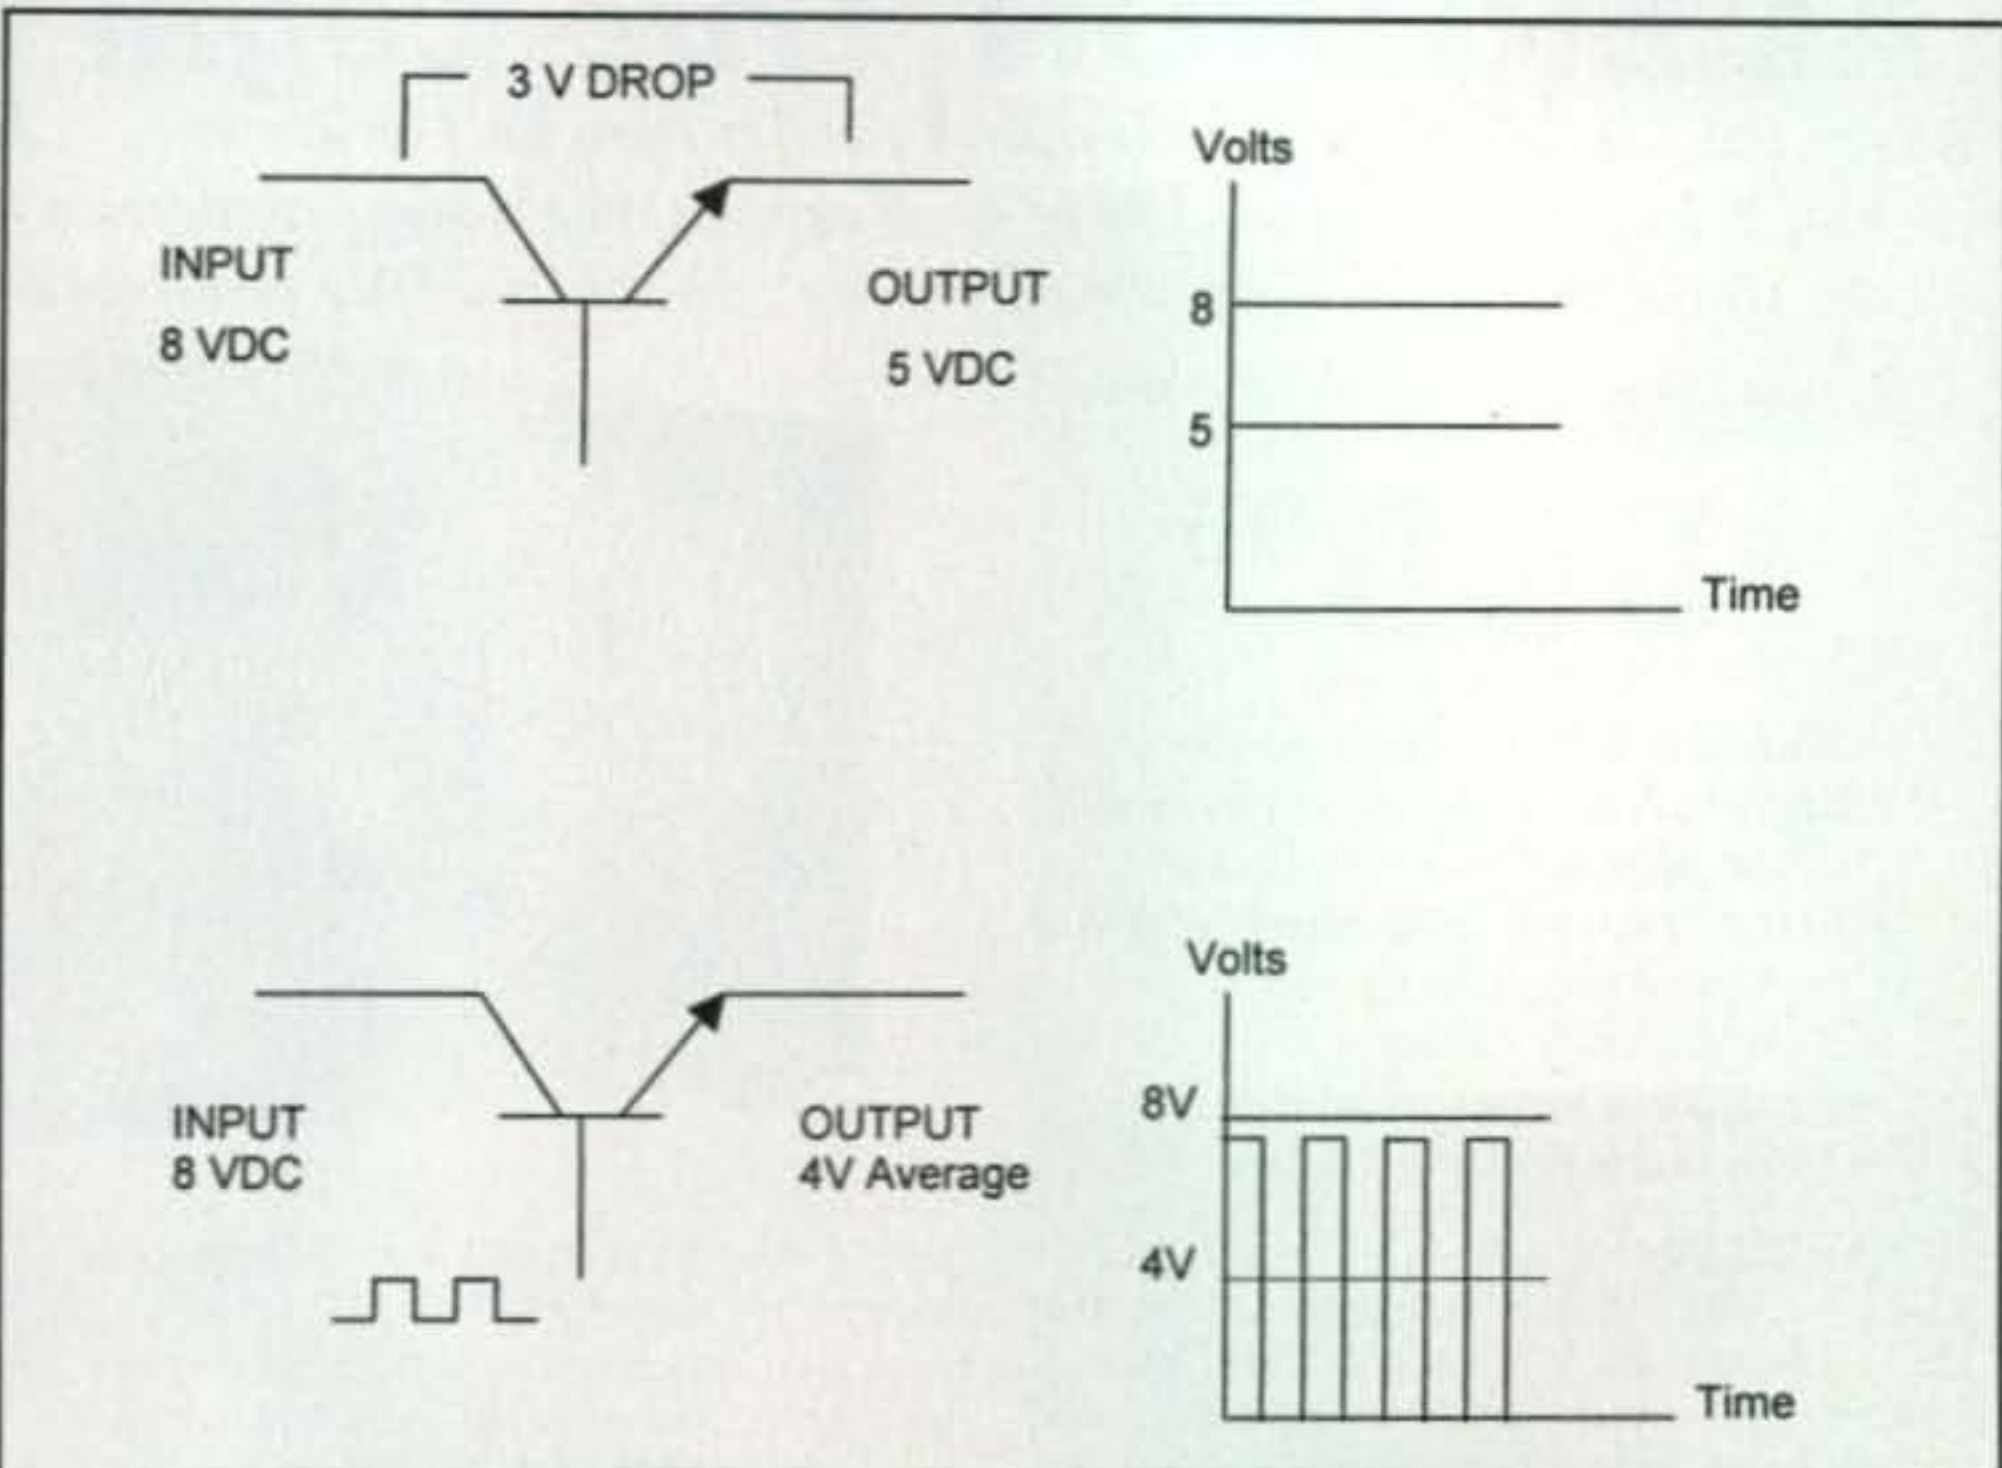 3 V DROP
INPUT
8 VDC
OUTPUT
5 VDC
Volts
8
5
Time
INPUT
8 VDC
OUTPUT
4V Average
Volts
8V
4V
Time